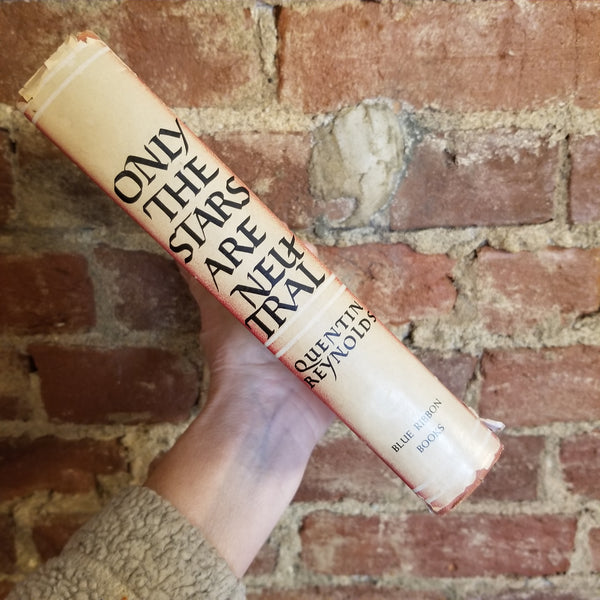 ONLY
THE
STARS
ARE
NEU-
TRAL
QUENTIN
REYNOLDS
BLUE RIBBON
BOOKS